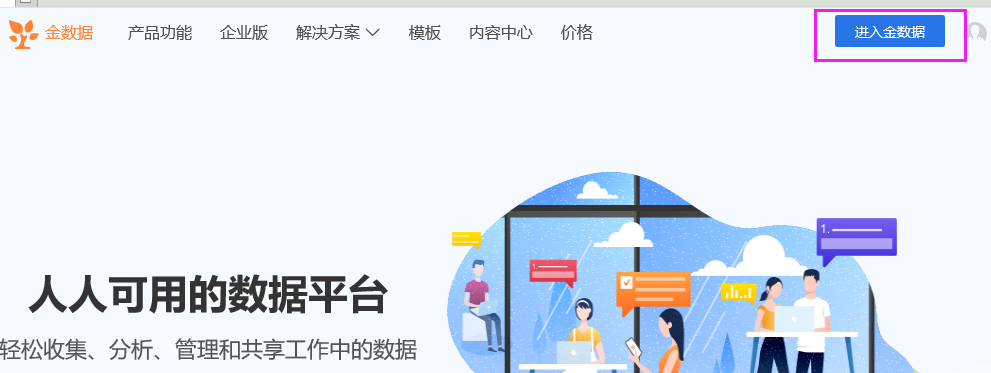 金数据 产品功能 企业版 解决方案 模板 内容中心 价格 进入金数据
1.
1.
人人可用的数据平台
轻松收集、分析、管理和共享工作中的数据